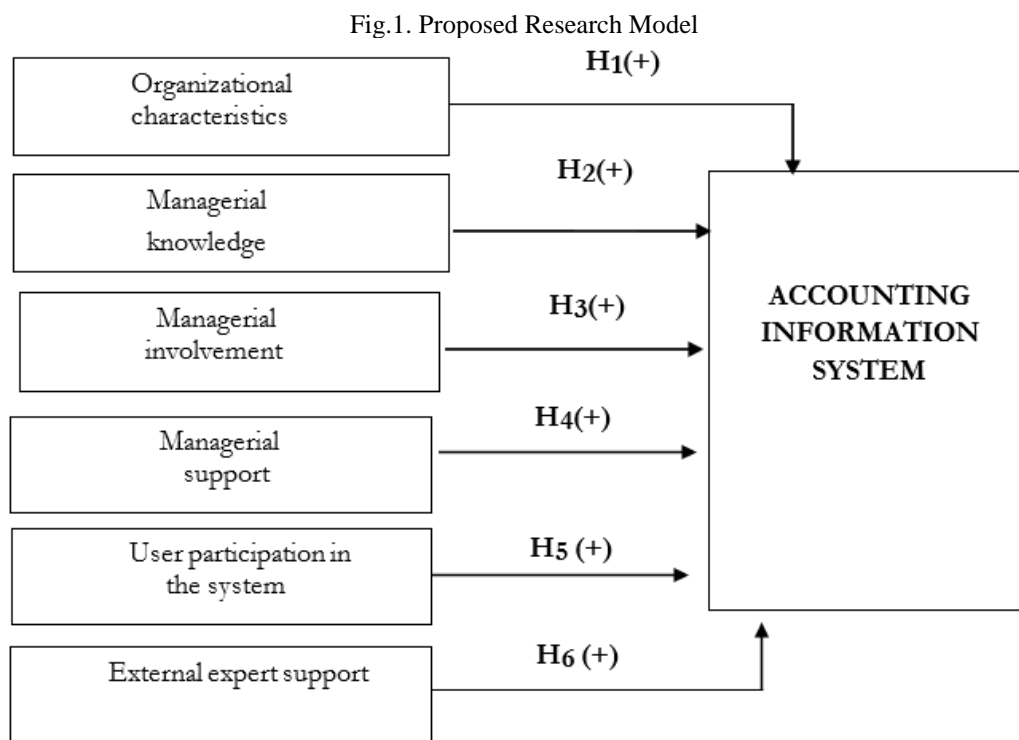 Fig.1. Proposed Research Model
H1(+)
Organizational
characteristics
H2(+)
Managerial
knowledge
H3(+)
Managerial
involvement
ACCOUNTING
INFORMATION
SYSTEM
H4(+)
Managerial
support
H5 (+)
User participation in
the system
H6 (+)
External expert support